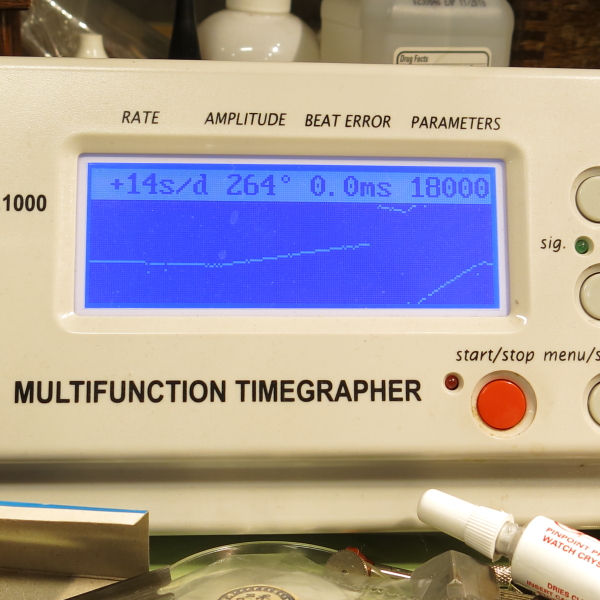 Drug Facts
RATE AMPLITUDE BEAT ERROR PARAMETERS
+14s/d 264° 0.0ms 18000
1000
sig.
start/stop menu/s
MULTIFUNCTION TIMEGRAPHER
PINPOINT P
WATCH CRYS